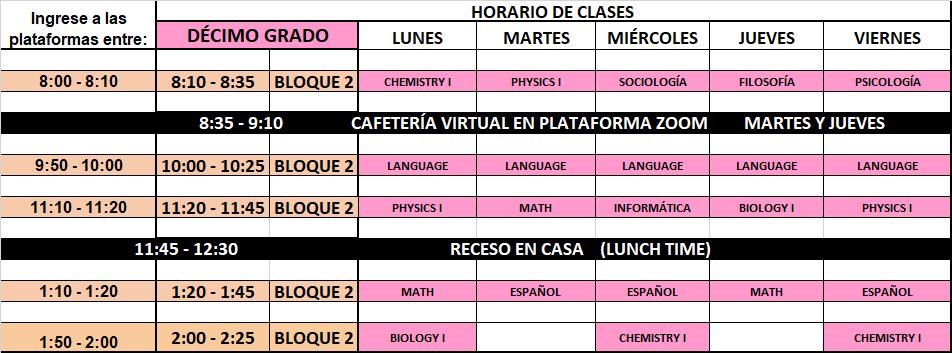 Ingrese a las plataformas entre: HORARIO DE CLASES
DÉCIMO GRADO LUNES MARTES MIÉRCOLES JUEVES VIERNES
8:00 - 8:10 8:10 - 8:35 BLOQUE 2 CHEMISTRY I PHYSICS I SOCIOLOGÍA FILOSOFÍA PSICOLOGÍA
8:35 - 9:10 CAFETERÍA VIRTUAL EN PLATAFORMA ZOOM MARTES Y JUEVES
9:50 - 10:00 10:00 - 10:25 BLOQUE 2 LANGUAGE LANGUAGE LANGUAGE LANGUAGE LANGUAGE
11:10 - 11:20 11:20 - 11:45 BLOQUE 2 PHYSICS I MATH INFORMÁTICA BIOLOGY I PHYSICS I
11:45 - 12:30 RECESO EN CASA (LUNCH TIME)
1:10 - 1:20 1:20 - 1:45 BLOQUE 2 MATH ESPAÑOL ESPAÑOL MATH ESPAÑOL
1:50 - 2:00 2:00 - 2:25 BLOQUE 2 BIOLOGY I CHEMISTRY I CHEMISTRY I